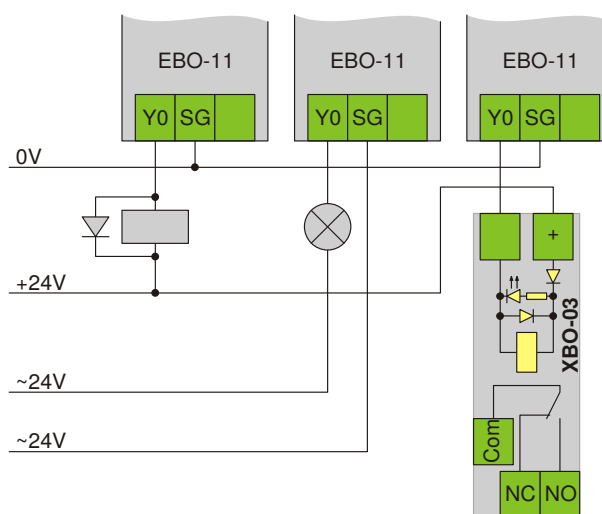 EBO-11 EBO-11 EBO-11
Y0 SG Y0 SG Y0 SG
0V
+
+24V
XBO-03
~24V
Com
~24V
NC NO